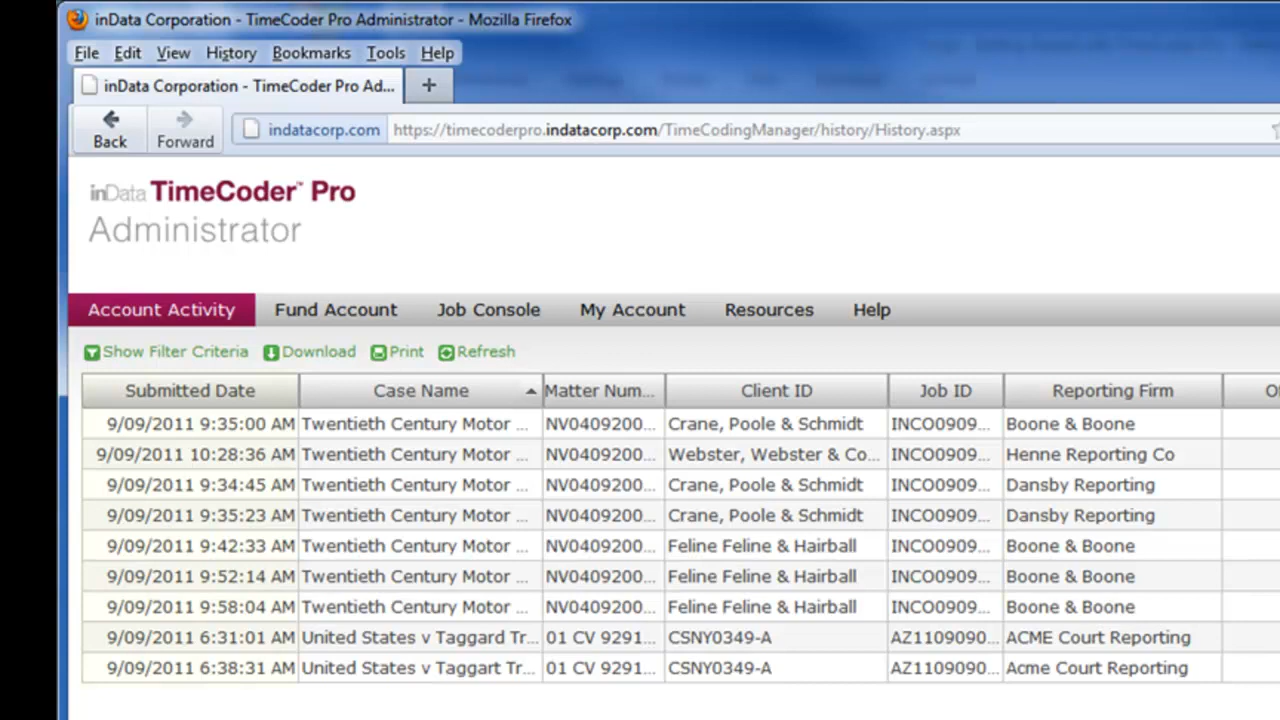 inData Corporation - TimeCoder Pro Administrator - Mozilla Firefox
File Edit View History Bookmarks Tools Help
inData Corporation - TimeCoder Pro Ad... +
Back Forward indatacorp.com https://timecoderpro.indatacorp.com/TimeCodingManager/history/History.aspx
inData TimeCoder™ Pro
Administrator
Account Activity Fund Account Job Console My Account Resources Help
Show Filter Criteria Download Print Refresh
Submitted Date Case Name Matter Num... Client ID Job ID Reporting Firm
9/09/2011 9:35:00 AM Twentieth Century Motor ... NV0409200... Crane, Poole & Schmidt INCO0909... Boone & Boone
9/09/2011 10:28:36 AM Twentieth Century Motor ... NV0409200... Webster, Webster & Co... INCO0909... Henne Reporting Co
9/09/2011 9:34:45 AM Twentieth Century Motor ... NV0409200... Crane, Poole & Schmidt INCO0909... Dansby Reporting
9/09/2011 9:35:23 AM Twentieth Century Motor ... NV0409200... Crane, Poole & Schmidt INCO0909... Dansby Reporting
9/09/2011 9:42:33 AM Twentieth Century Motor ... NV0409200... Feline Feline & Hairball INCO0909... Boone & Boone
9/09/2011 9:52:14 AM Twentieth Century Motor ... NV0409200... Feline Feline & Hairball INCO0909... Boone & Boone
9/09/2011 9:58:04 AM Twentieth Century Motor ... NV0409200... Feline Feline & Hairball INCO0909... Boone & Boone
9/09/2011 6:31:01 AM United States v Taggard Tr... 01 CV 9291... CSNY0349-A AZ1109090... ACME Court Reporting
9/09/2011 6:38:31 AM United States v Taggart Tr... 01 CV 9291... CSNY0349-A AZ1109090... Acme Court Reporting